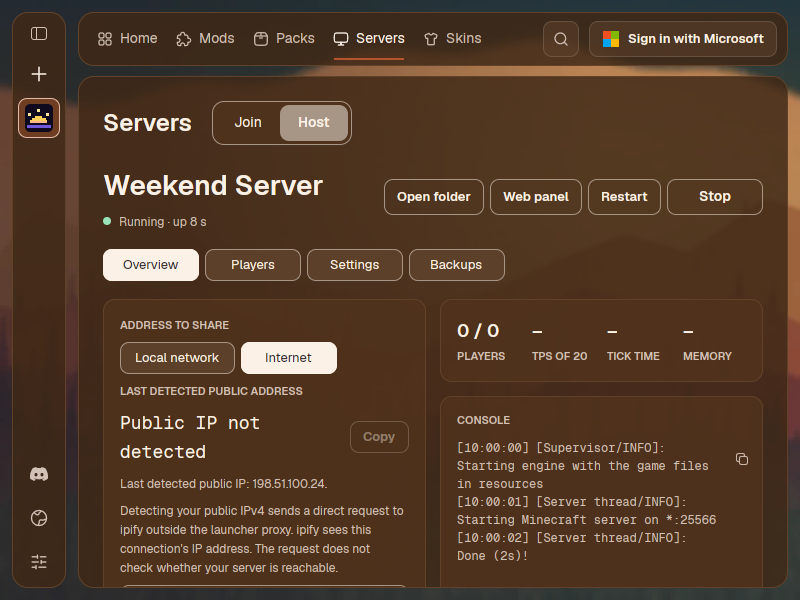 Home
Mods
Packs
Servers
Skins
Sign in with Microsoft
Servers
Join
Host
Weekend Server
Running · up 8 s
Open folder
Web panel
Restart
Stop
Overview
Players
Settings
Backups
ADDRESS TO SHARE
Local network
Internet
LAST DETECTED PUBLIC ADDRESS
Public IP not
detected
Copy
Last detected public IP: 198.51.100.24.
Detecting your public IPv4 sends a direct request to
ipify outside the launcher proxy. ipify sees this
connection's IP address. The request does not
check whether your server is reachable.
0 / 0
PLAYERS
–
TPS OF 20
–
TICK TIME
–
MEMORY
CONSOLE
[10:00:00] [Supervisor/INFO]:
Starting engine with the game files
in resources
[10:00:01] [Server thread/INFO]:
Starting Minecraft server on *:25566
[10:00:02] [Server thread/INFO]:
Done (2s)!